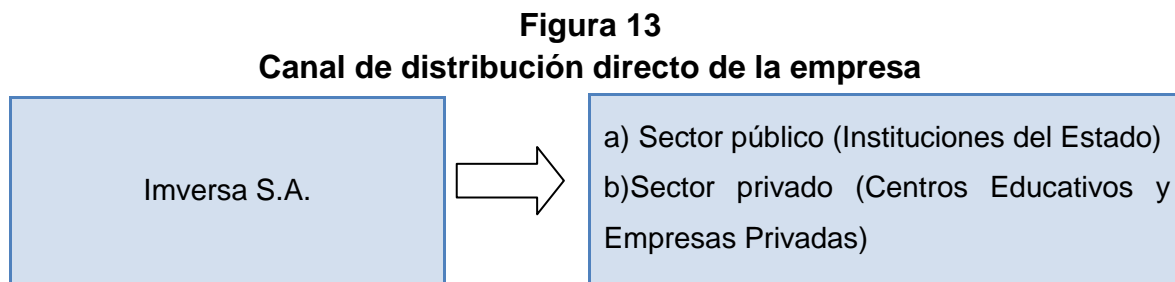 Figura 13
Canal de distribución directo de la empresa
Imversa S.A.
a) Sector público (Instituciones del Estado)
b)Sector privado (Centros Educativos y
Empresas Privadas)